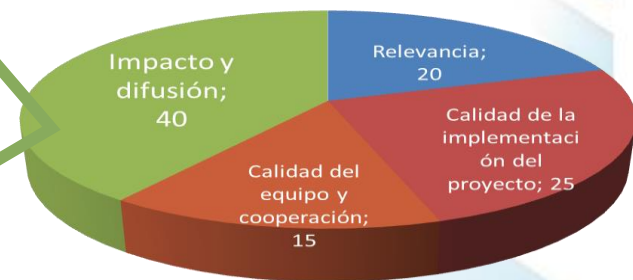 Impacto y
difusión;
40
Relevancia;
20
Calidad de la
implementaci
ón del
proyecto; 25
Calidad del
equipo y
cooperación;
15